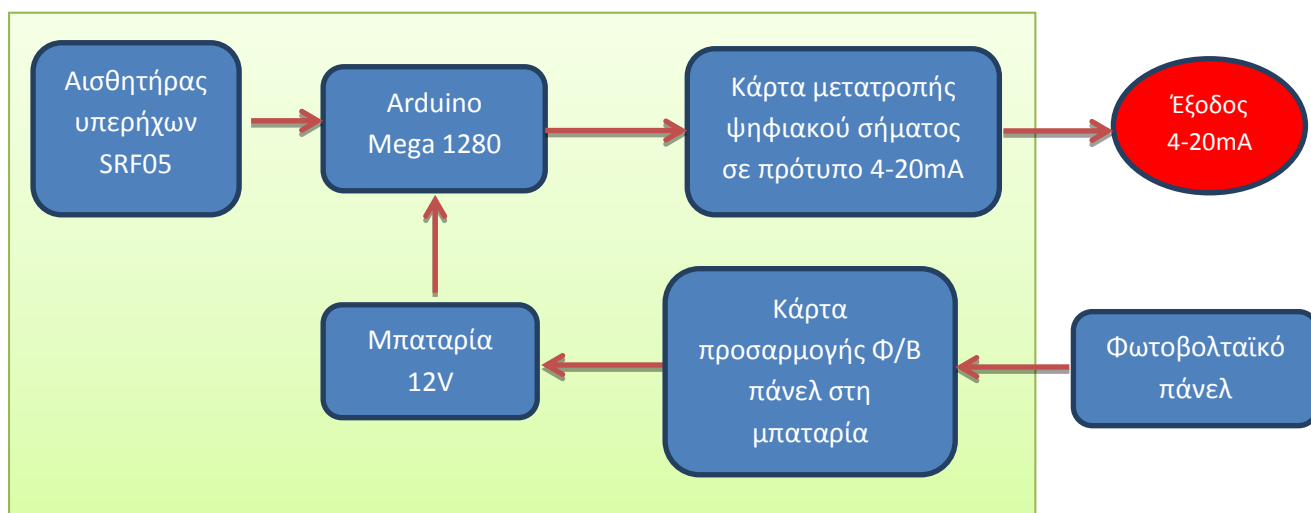 Αισθητήρας
υπερήχων
SRF05
Arduino
Mega 1280
Κάρτα μετατροπής
ψηφιακού σήματος
σε πρότυπο 4-20mA
Έξοδος
4-20mA
Μπαταρία
12V
Κάρτα
προσαρμογής Φ/Β
πάνελ στη
μπαταρία
Φωτοβολταϊκό
πάνελ